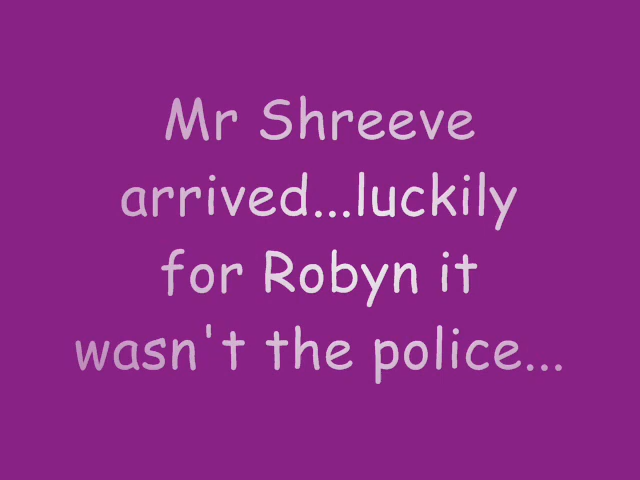 Mr Shreeve
arrived...luckily
for Robyn it
wasn't the police...